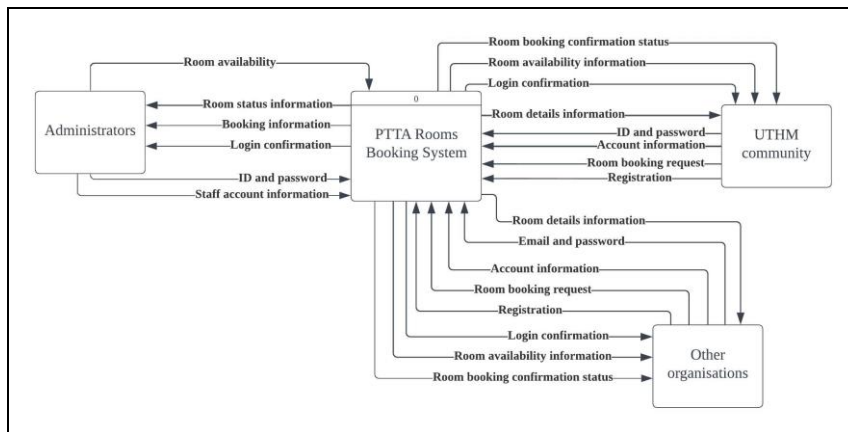 Room booking confirmation status
Room availability information
Room availability
Login confirmation
0
Room status information
Room details information
Administrators
Booking information
PTTA Rooms
Booking System
ID and password
UTHM
community
Account information
Login confirmation
Room booking request
ID and password
Registration
Staff account information
Room details information
Email and password
Account information
Room booking request
Registration
Login confirmation
Other
organisations
Room availability information
Room booking confirmation status